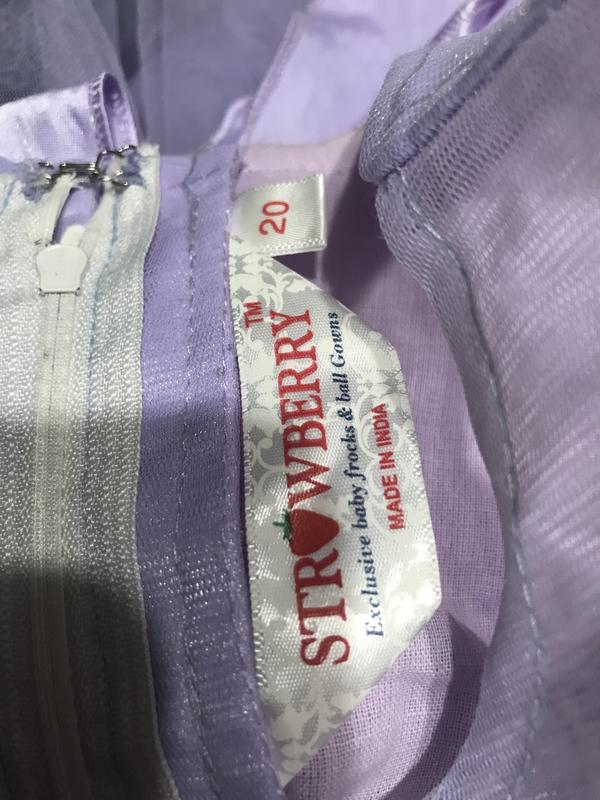 20
STRAWBERRY™
Exclusive baby frocks & ball Gowns
MADE IN INDIA